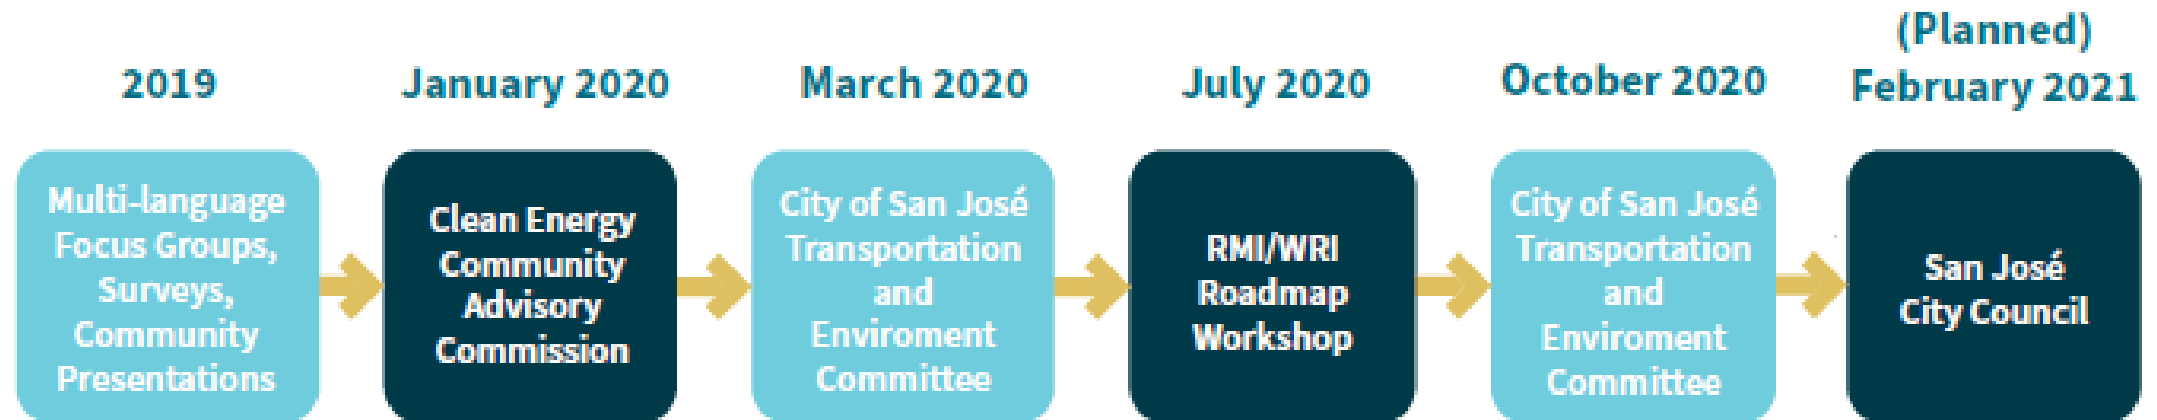 2019
January 2020
March 2020
July 2020
October 2020
(Planned)
February 2021
Multi-language
Focus Groups,
Surveys,
Community
Presentations
Clean Energy
Community
Advisory
Commission
City of San José
Transportation
and
Enviroment
Committee
RMI/WRI
Roadmap
Workshop
City of San José
Transportation
and
Enviroment
Committee
San José
City Council